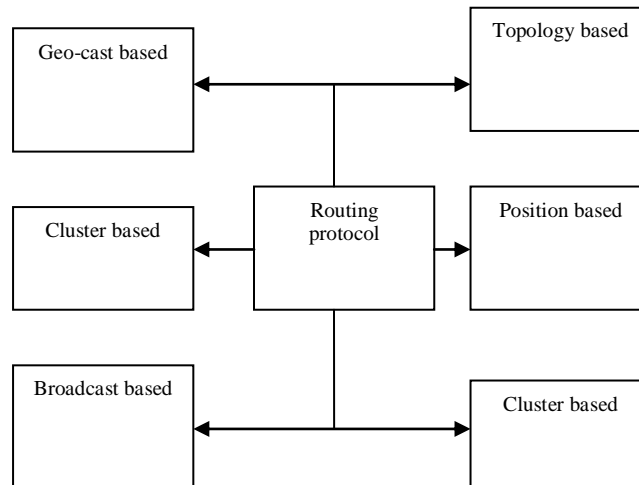 Geo-cast based
Topology based
Cluster based
Routing
protocol
Position based
Broadcast based
Cluster based